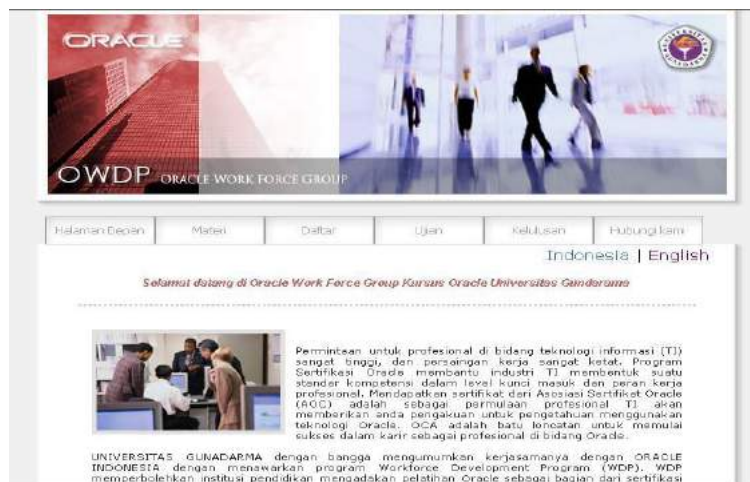 ORACLE
UNIVERSITAS GUNADARMA
OWDP ORACLE WORK FORCE GROUP
Halaman Depan Materi Daftar Ujian Kelulusan Hubungi kami
Indonesia | English
Selamat datang di Oracle Work Force Group Kursus Oracle Universitas Gundarama
Permintaan untuk profesional di bidang teknologi informasi (TI)
sangat tinggi, dan persaingan kerja sangat ketat. Program
Sertifikasi Oracle membantu industri TI membentuk suatu
standar kompetensi dalam level kunci masuk dan peran kerja
profesional. Mendapatkan sertifikat dari Asosiasi Sertifikat Oracle
(AOC) adalah sebagai permulaan profesional TI akan
memberikan anda pengakuan untuk pengetahuan menggunakan
teknologi Oracle. OCA adalah batu loncatan untuk memulai
sukses dalam karir sebagai profesional di bidang Oracle.
UNIVERSITAS GUNADARMA dengan bangga mengumumkan kerjasamanya dengan ORACLE
INDONESIA dengan menawarkan program Workforce Development Program (WDP). WDP
memperbolehkan institusi pendidikan mengadakan pelatihan Oracle sebagai bagian dari sertifikasi